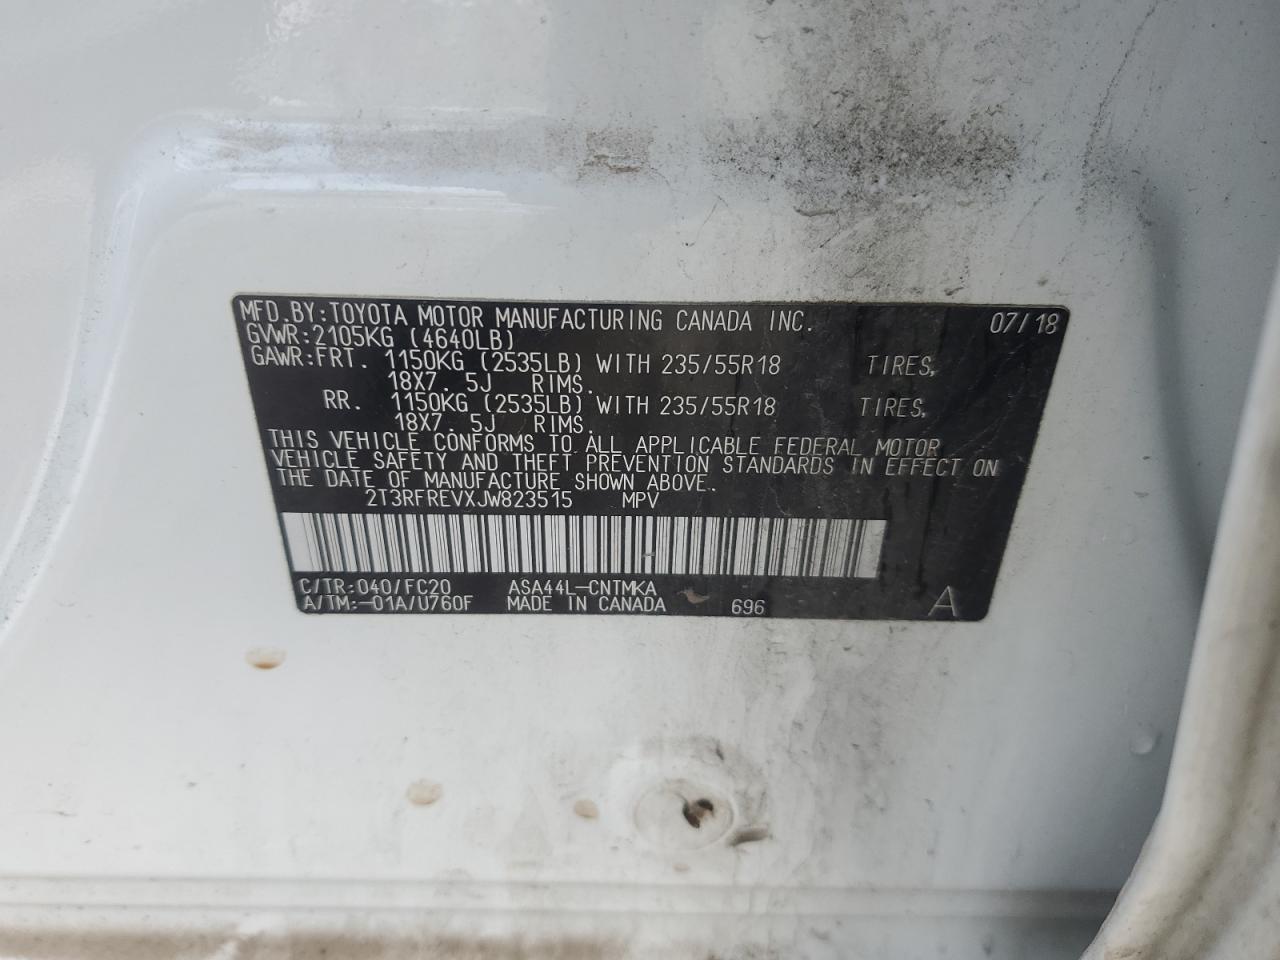 MFD.BY:TOYOTA MOTOR MANUFACTURING CANADA INC. 07/18
GVWR:2105KG (4640LB)
GAWR:FRT. 1150KG (2535LB) WITH 235/55R18 TIRES,
18X7.5J RIMS.
RR. 1150KG (2535LB) WITH 235/55R18 TIRES,
18X7.5J RIMS.
THIS VEHICLE CONFORMS TO ALL APPLICABLE FEDERAL MOTOR
VEHICLE SAFETY AND THEFT PREVENTION STANDARDS IN EFFECT ON
THE DATE OF MANUFACTURE SHOWN ABOVE.
2T3RFREVXJW823515 MPV
C/TR:040/FC20 ASA44L-CNTMKA
A/TM:-01A/U760F MADE IN CANADA 696 A